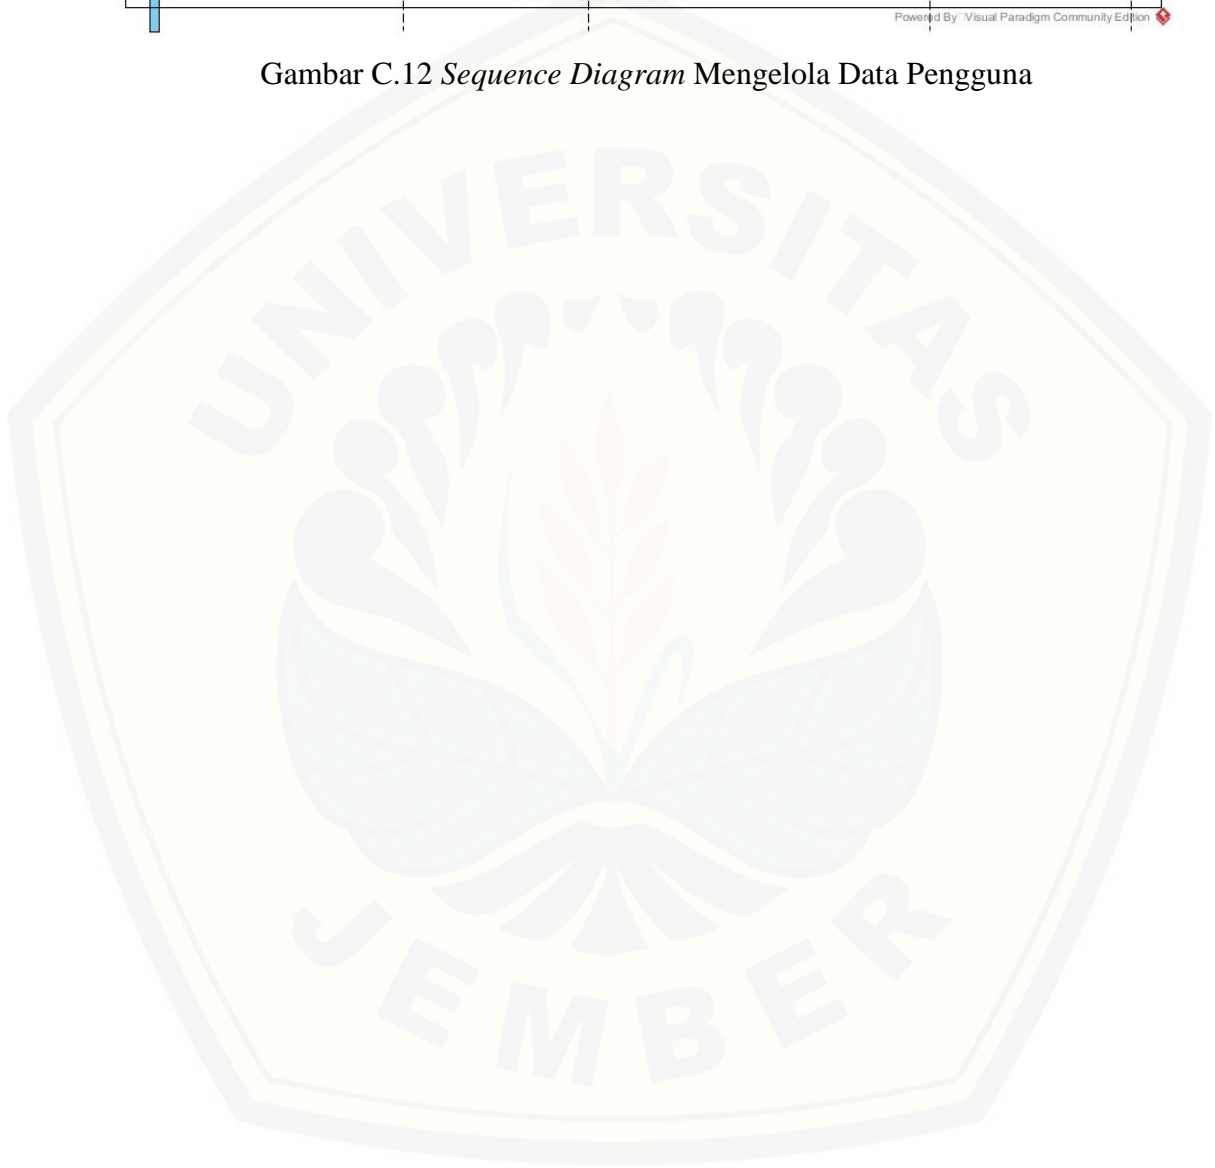 Powered By Visual Paradigm Community Edition
Gambar C.12 Sequence Diagram Mengelola Data Pengguna
UNIVERSITAS
JEMBER